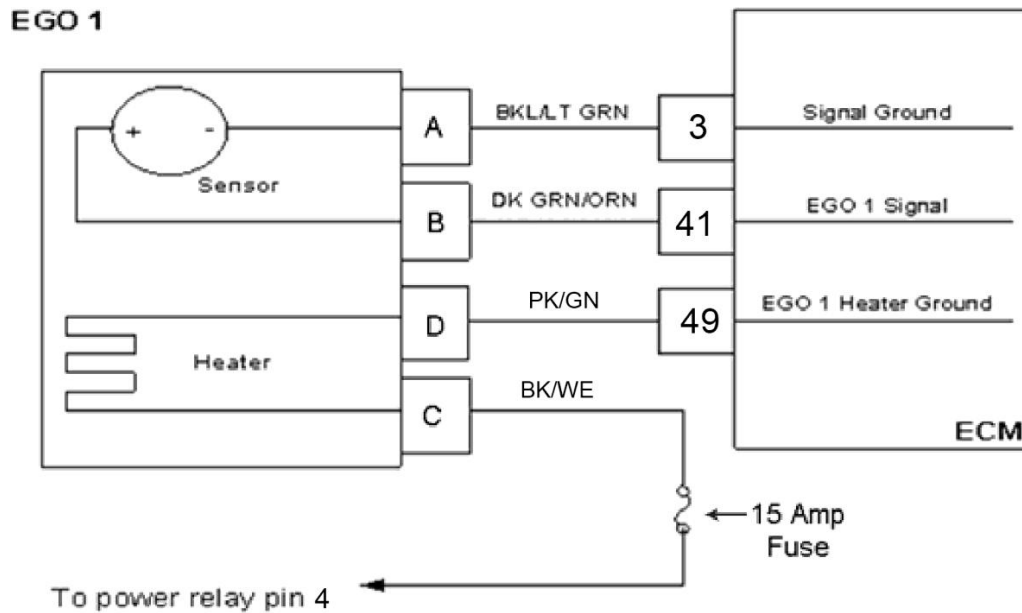 EGO 1
+ -
Sensor
A
BKL/LT GRN
3
Signal Ground
B
DK GRN/ORN
41
EGO 1 Signal
D
PK/GN
49
EGO 1 Heater Ground
Heater
C
BK/WE
ECM
15 Amp
Fuse
To power relay pin 4